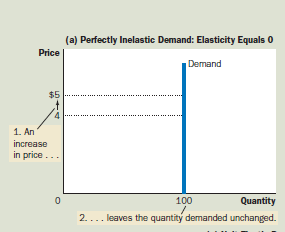 (a) Perfectly Inelastic Demand: Elasticity Equals 0
Price
Demand
$5
4
1. An
increase
in price . . .
0
100
Quantity
2. . . . leaves the quantity demanded unchanged.